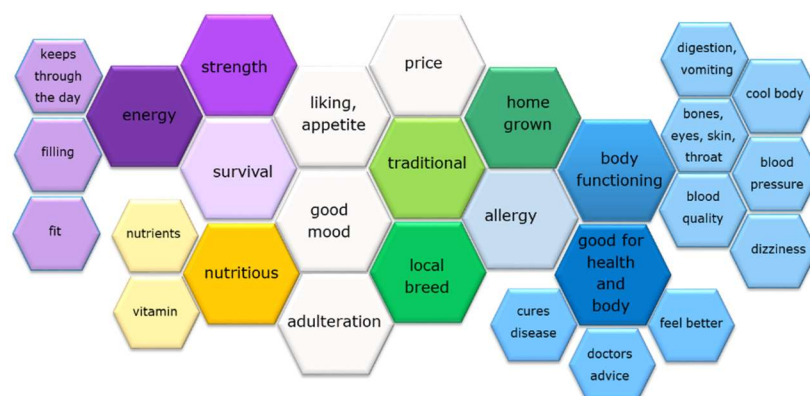 keeps
through
the day
filling
fit
energy
strength
survival
nutrients
vitamin
nutritious
liking,
appetite
good
mood
adulteration
price
traditional
local
breed
home
grown
allergy
body
functioning
good for
health
and
body
digestion,
vomiting
cool body
bones,
eyes, skin,
throat
blood
pressure
blood
quality
dizziness
cures
disease
doctors
advice
feel better